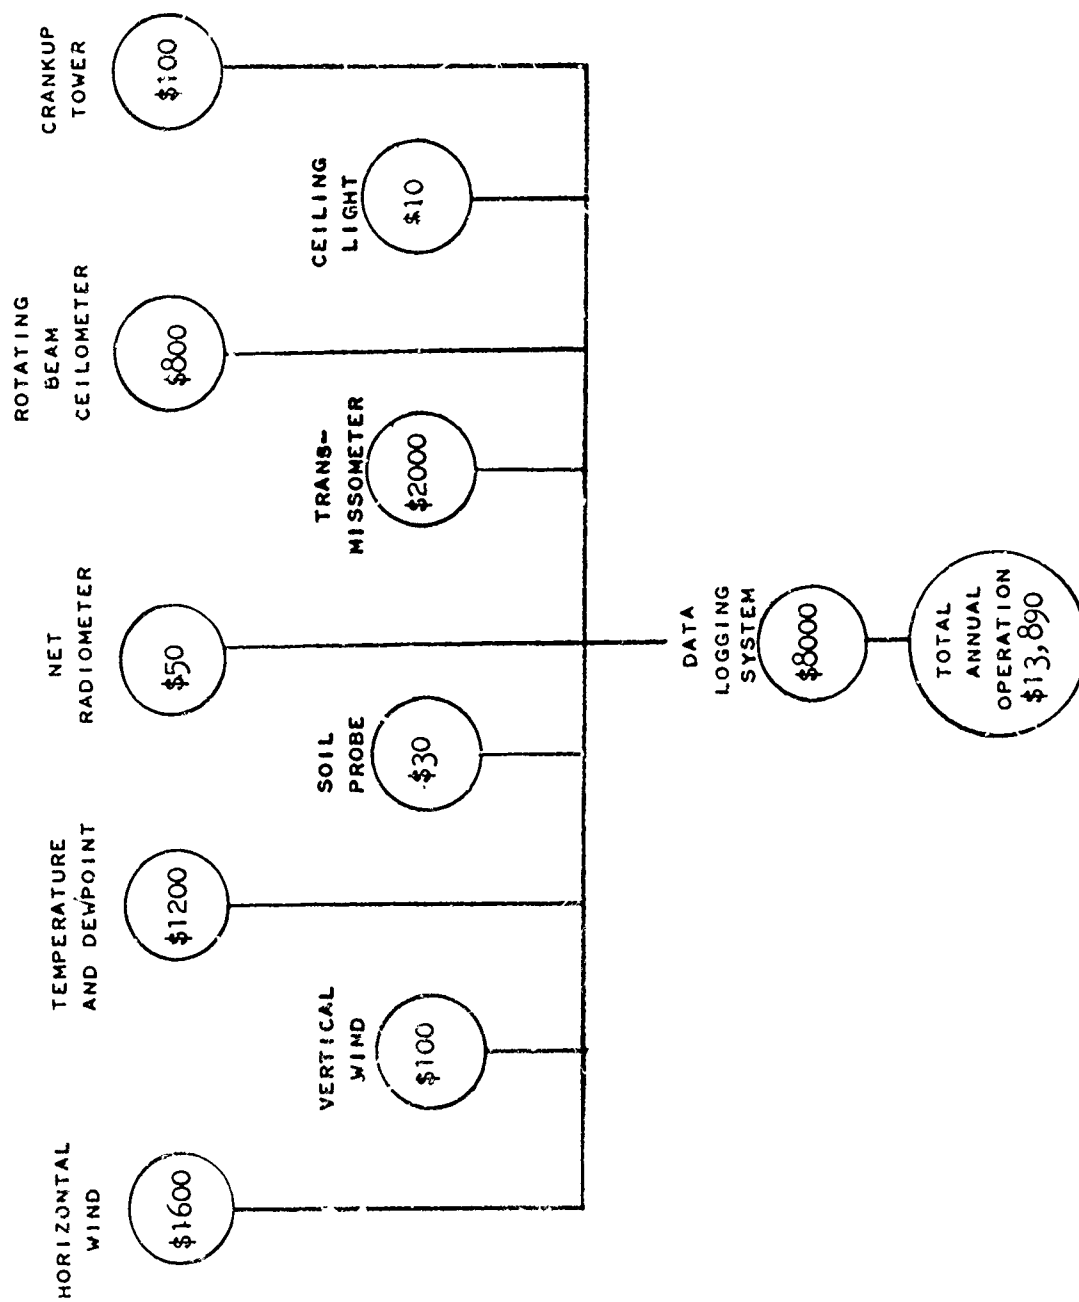 HORIZONTAL
WIND
$1600
VERTICAL
WIND
$100
TEMPERATURE
AND DEWPOINT
$1200
SOIL
PROBE
$30
NET
RADIOMETER
$50
TRANS-
MISSOMETER
$2000
ROTATING
BEAM
CEILOMETER
$800
CEILING
LIGHT
$10
CRANKUP
TOWER
$100
DATA
LOGGING
SYSTEM
$8000
TOTAL
ANNUAL
OPERATION
$13,890